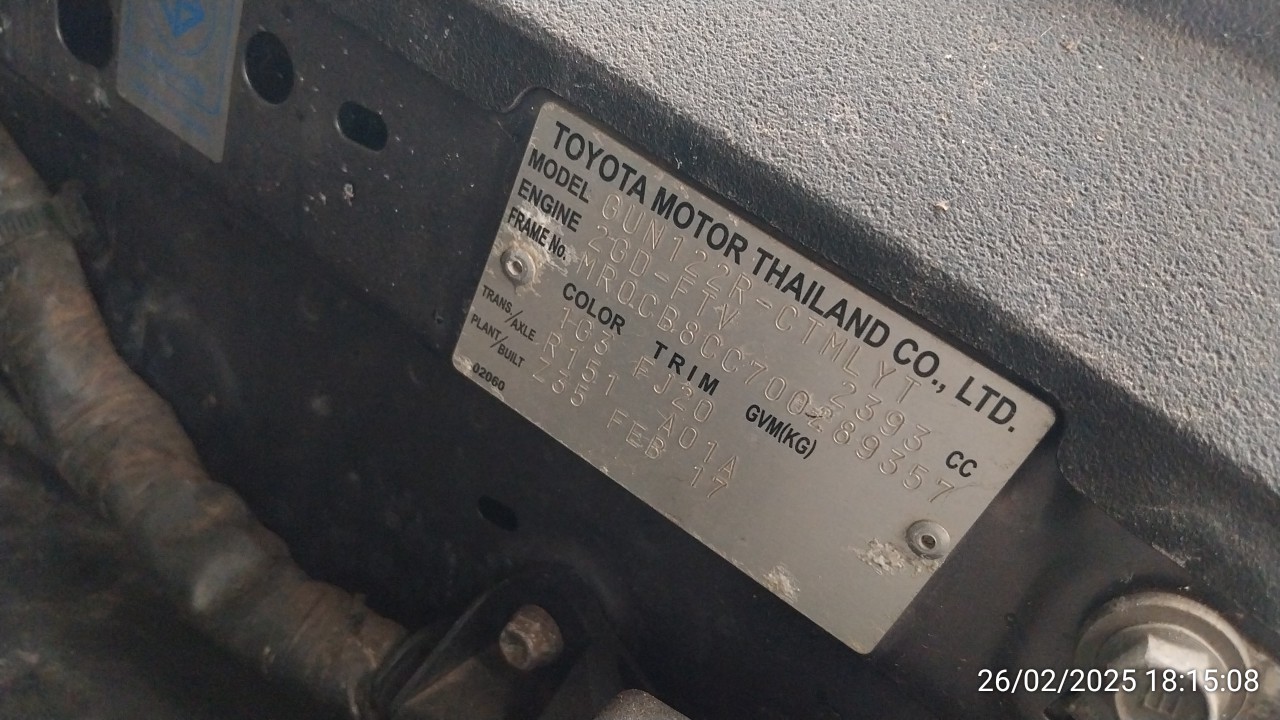 TOYOTA MOTOR THAILAND CO., LTD.
MODEL GUN122R-CTMLYT
ENGINE 2GD-FTV 2393 CC
FRAME No. MR0CB8CC700289357
COLOR TRIM GVM(KG)
1G3 FJ20
TRANS/AXLE R151 A01A
PLANT/BUILT Z55 FEB 17
02060
26/02/2025 18:15:08